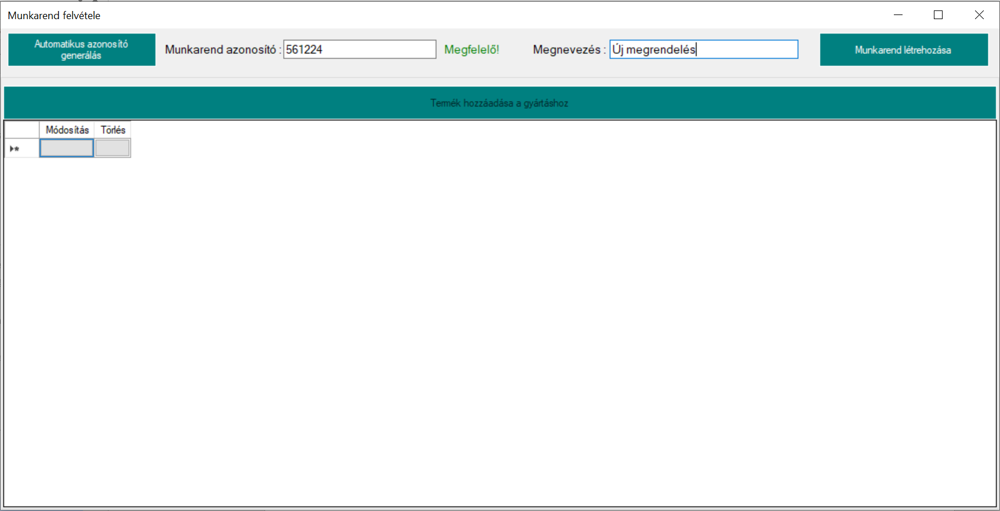 Munkarend felvétele
Automatikus azonosító
generálás
Munkarend azonosító :
561224
Megfelelő!
Megnevezés :
Új megrendelés
Munkarend létrehozása
Termék hozzáadása a gyártáshoz
Módosítás
Törlés